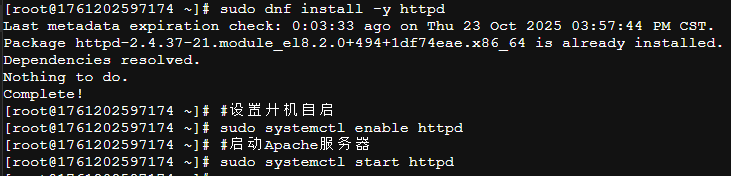 [root@1761202597174 ~]# sudo dnf install -y httpd
Last metadata expiration check: 0:03:33 ago on Thu 23 Oct 2025 03:57:44 PM CST.
Package httpd-2.4.37-21.module_el8.2.0+494+1df74eae.x86_64 is already installed.
Dependencies resolved.
Nothing to do.
Complete!
[root@1761202597174 ~]# #设置开机自启
[root@1761202597174 ~]# sudo systemctl enable httpd
[root@1761202597174 ~]# #启动Apache服务器
[root@1761202597174 ~]# sudo systemctl start httpd